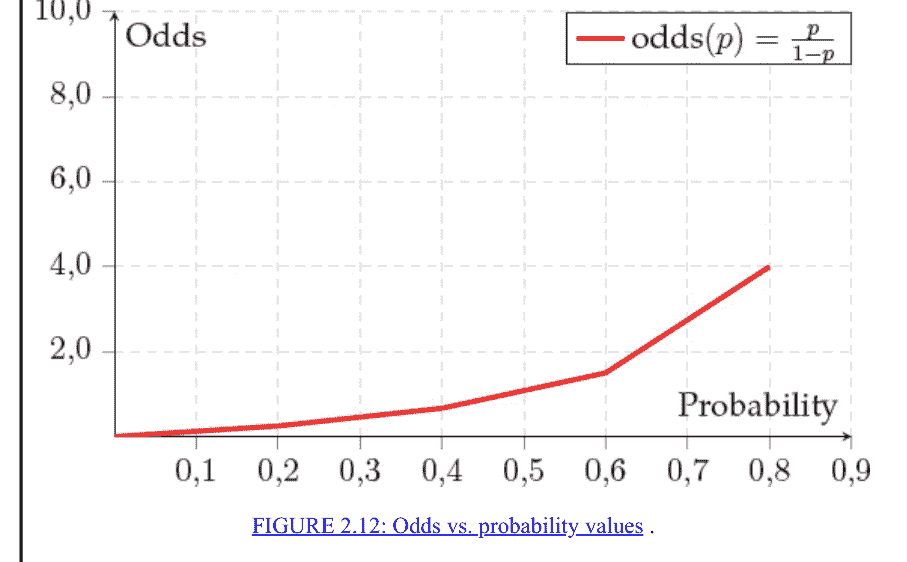 10,0
Odds
odds(p) = p/1−p
8,0
6,0
4,0
2,0
Probability
0,1 0,2 0,3 0,4 0,5 0,6 0,7 0,8 0,9
FIGURE 2.12: Odds vs. probability values .